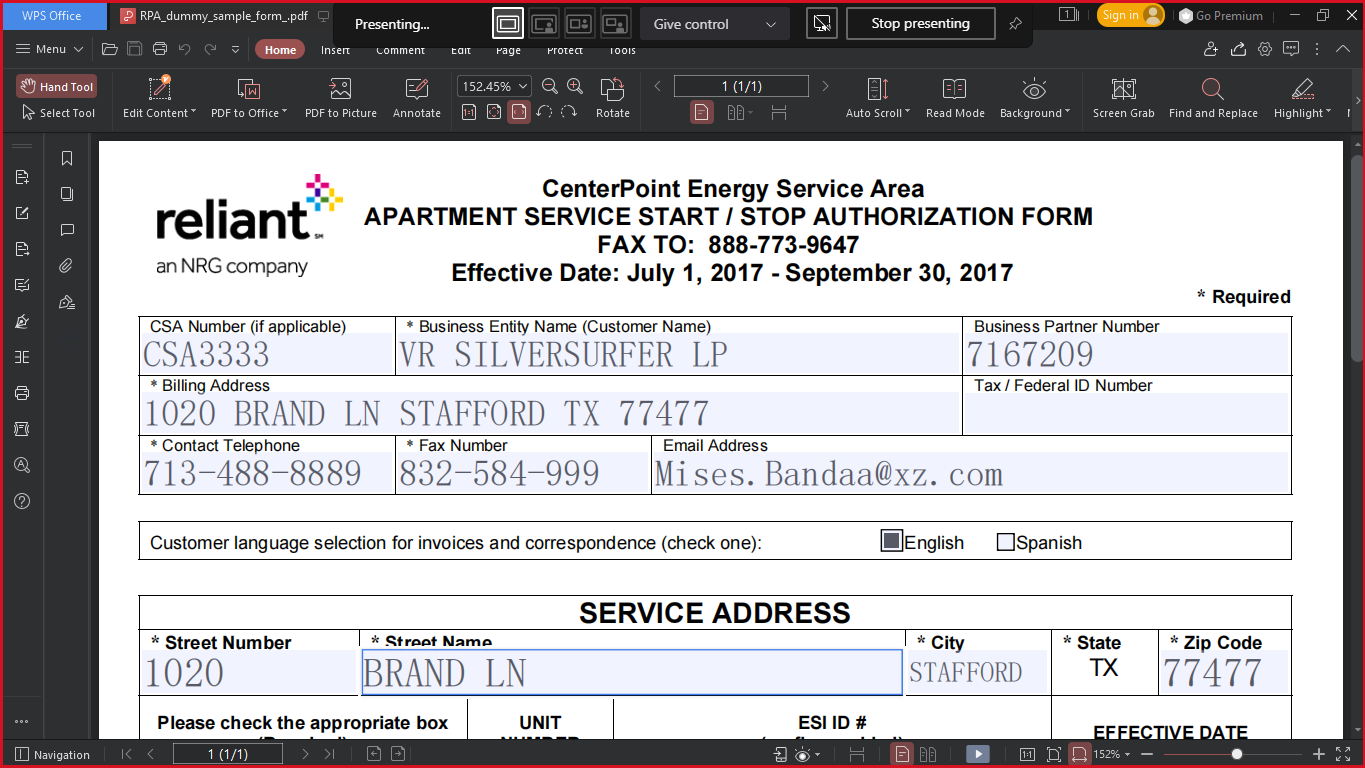 WPS Office
RPA_dummy_sample_form_.pdf
Presenting...
Give control
Stop presenting
Sign in
Go Premium
Menu
Home
Insert
Comment
Edit
Page
Protect
Tools
Hand Tool
Select Tool
Edit Content
PDF to Office
PDF to Picture
Annotate
152.45%
Rotate
1 (1/1)
Auto Scroll
Read Mode
Background
Screen Grab
Find and Replace
Highlight
reliant
SM
an NRG company
CenterPoint Energy Service Area
APARTMENT SERVICE START / STOP AUTHORIZATION FORM
FAX TO: 888-773-9647
Effective Date: July 1, 2017 - September 30, 2017
* Required
CSA Number (if applicable) * Business Entity Name (Customer Name) Business Partner Number
CSA3333 VR SILVERSURFER LP 7167209
* Billing Address Tax / Federal ID Number
1020 BRAND LN STAFFORD TX 77477
* Contact Telephone * Fax Number Email Address
713-488-8889 832-584-999 Mises.Bandaa@xz.com
Customer language selection for invoices and correspondence (check one): English Spanish
SERVICE ADDRESS
* Street Number * Street Name * City * State * Zip Code
1020 BRAND LN STAFFORD TX 77477
Please check the appropriate box UNIT ESI ID # EFFECTIVE DATE
NUMBER
Navigation
1 (1/1)
152%